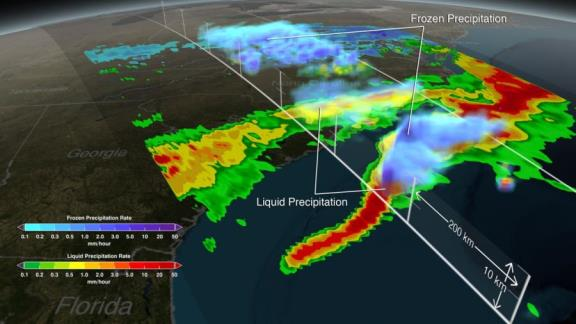 Frozen Precipitation
Georgia
Liquid Precipitation
200 km
10 km
Frozen Precipitation Rate
0.1 0.2 0.3 0.5 1.0 2.0 3.0 5.0 10 20 50
mm/hour
Liquid Precipitation Rate
0.1 0.2 0.3 0.5 1.0 2.0 3.0 5.0 10 20 50
mm/hour
Florida